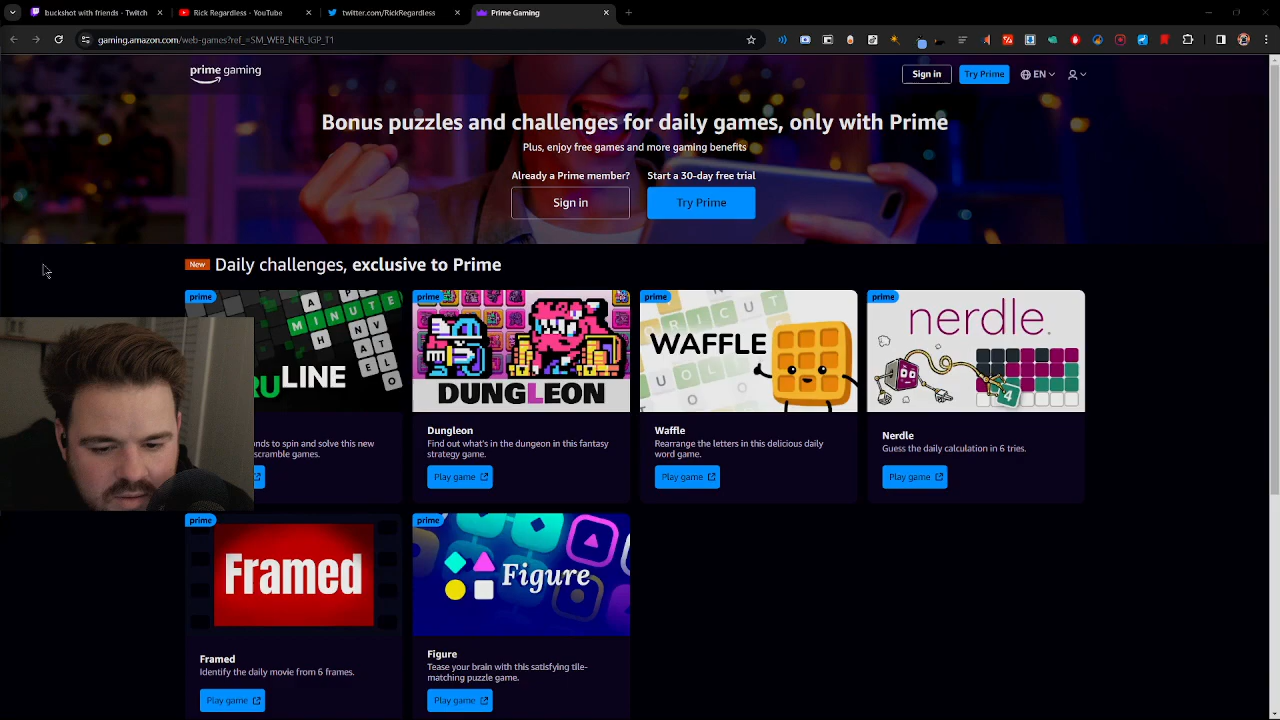 buckshot with friends - Twitch
Rick Regardless - YouTube
twitter.com/RickRegardless
Prime Gaming
gaming.amazon.com/web-games?ref=SM_WEB_NER_IGP_T1
prime gaming
Sign in
Try Prime
EN
Bonus puzzles and challenges for daily games, only with Prime
Plus, enjoy free games and more gaming benefits
Already a Prime member?
Start a 30-day free trial
Sign in
Try Prime
New
Daily challenges, exclusive to Prime
prime
MINUTE
LINE
nds to spin and solve this new
scramble games.
prime
DUNGLEON
Dungleon
Find out what's in the dungeon in this fantasy
strategy game.
Play game
prime
WAFFLE
Waffle
Rearrange the letters in this delicious daily
word game.
Play game
prime
nerdle.
4
Nerdle
Guess the daily calculation in 6 tries.
Play game
prime
Framed
Framed
Identify the daily movie from 6 frames.
Play game
prime
Figure
Figure
Tease your brain with this satisfying tile-
matching puzzle game.
Play game